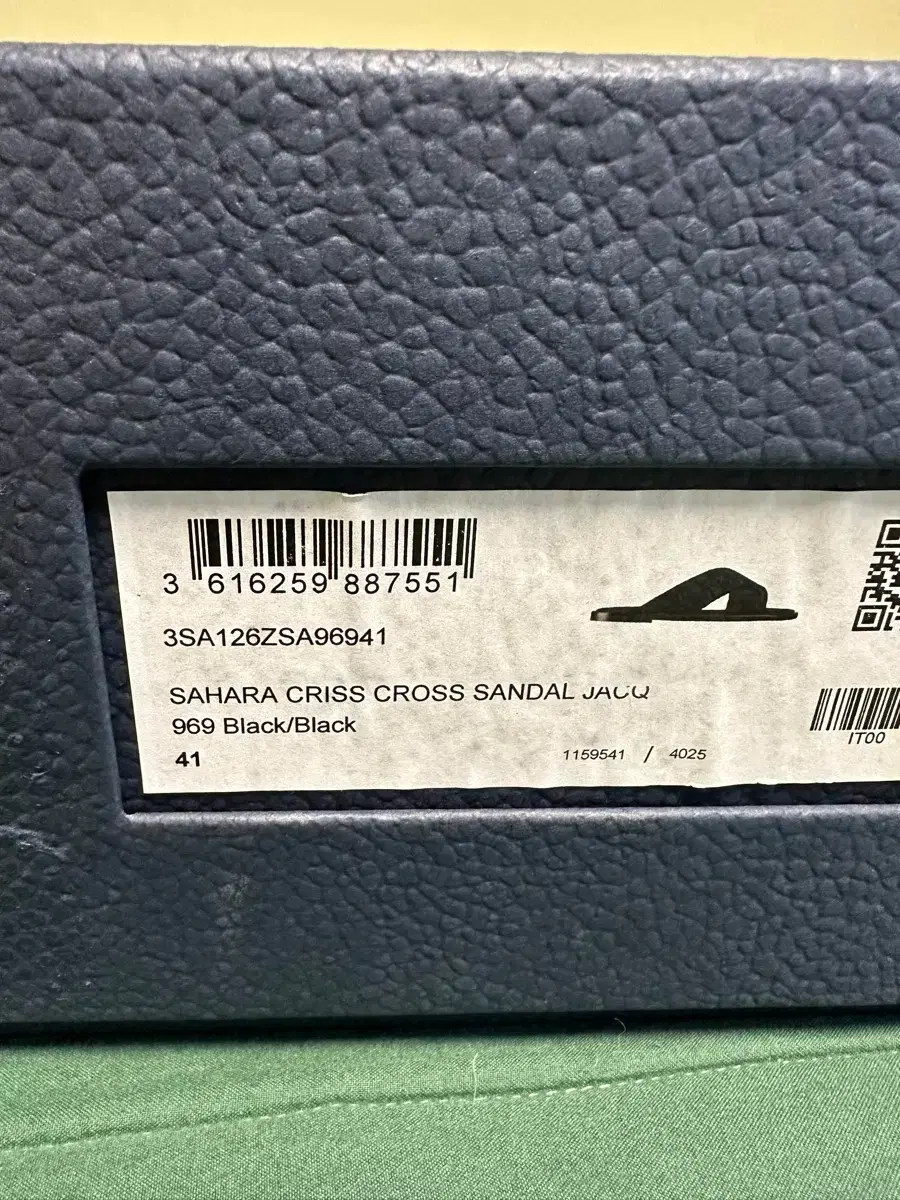 3 616259 887551
3SA126ZSA96941
SAHARA CRISS CROSS SANDAL JACQ
969 Black/Black
41
1159541 / 4025
IT00